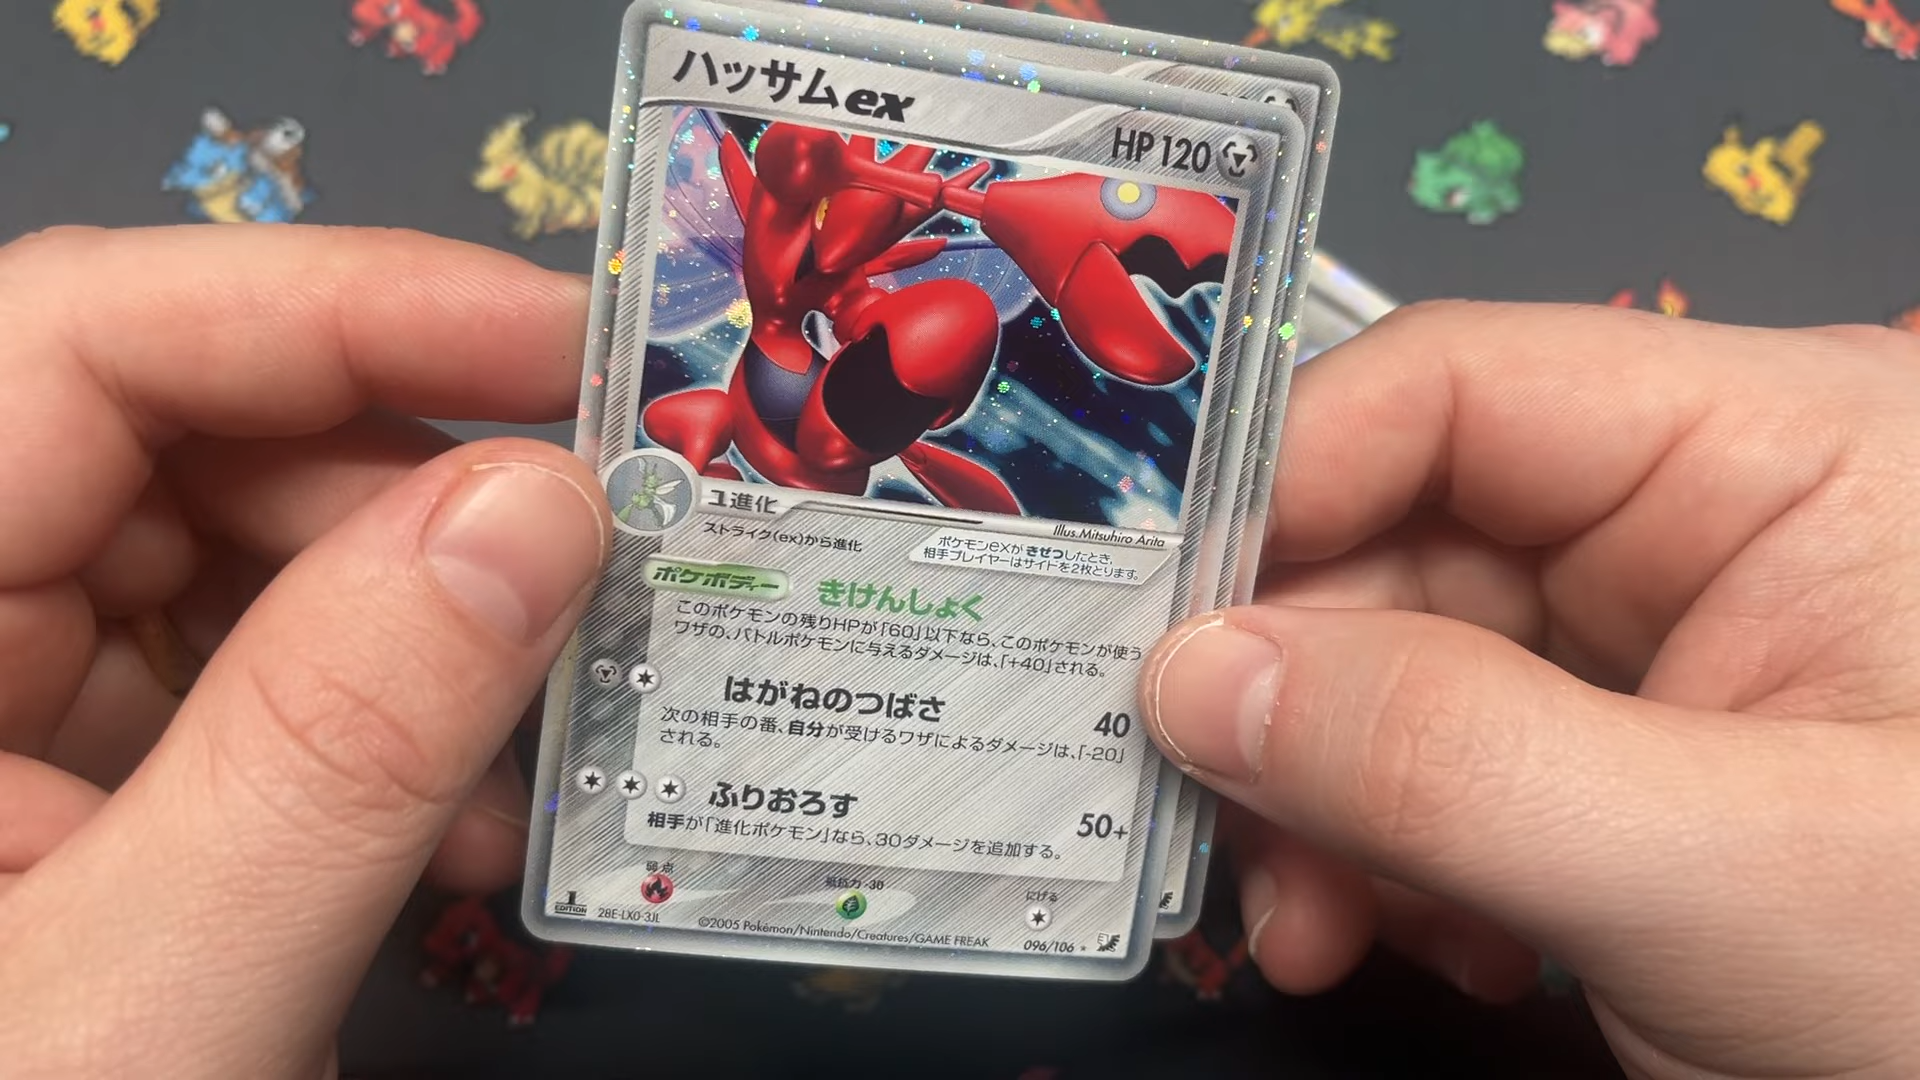 ハッサムex
HP 120
1進化
Illus. Mitsuhiro Arita
ストライク(ex)から進化
ポケモンexがきぜつしたとき、
相手プレイヤーはサイドを2枚とります。
ポケボディー きけんしょく
このポケモンの残りHPが「60」以下なら、このポケモンが使う
ワザの、バトルポケモンに与えるダメージは、「+40」される。
はがねのつばさ 40
次の相手の番、自分が受けるワザによるダメージは、「-20」
される。
ふりおろす 50+
相手が「進化ポケモン」なら、30ダメージを追加する。
弱点 抵抗力 -30 にげる
1 EDITION 28E-LX0-3JL ©2005 Pokémon/Nintendo/Creatures/GAME FREAK 096/106